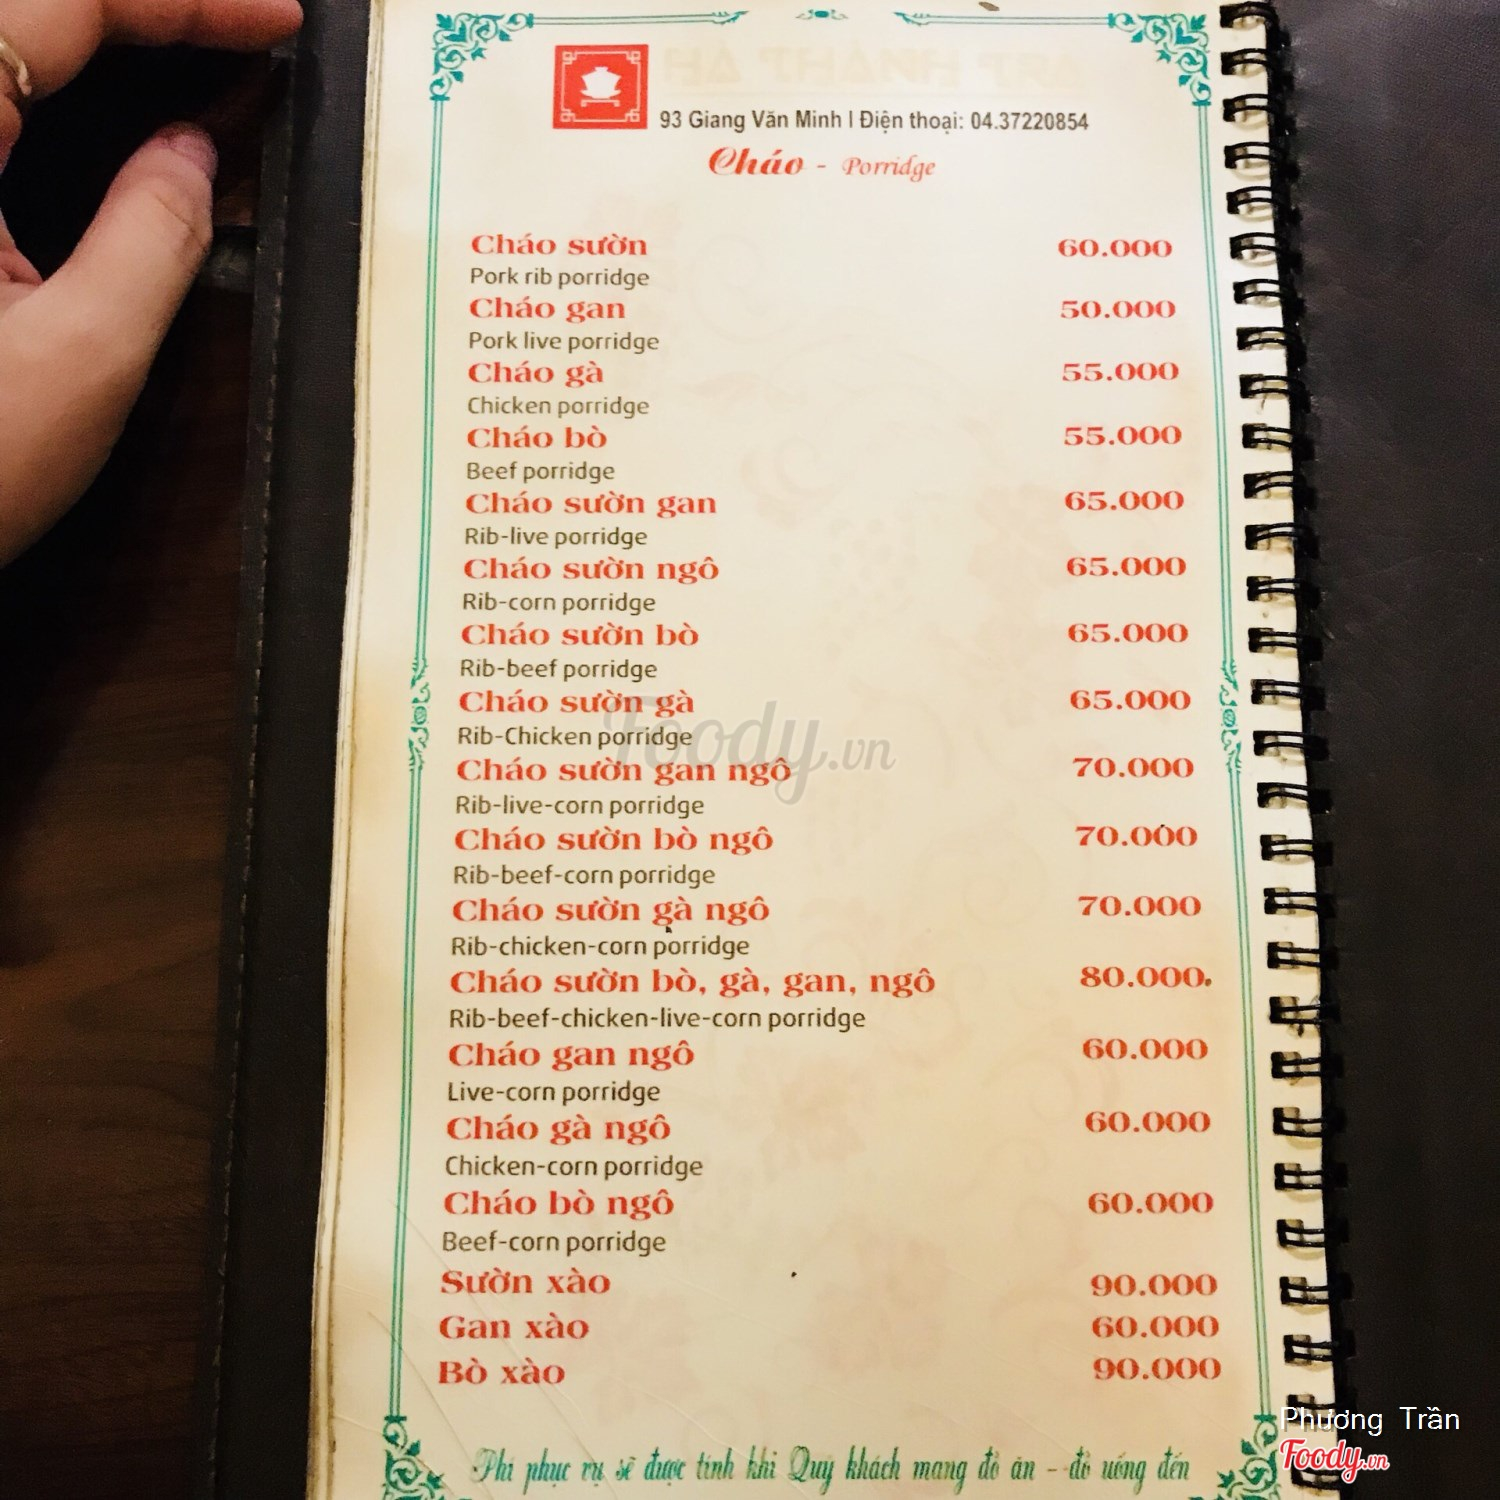 93 Giang Văn Minh | Điện thoại: 04.37220854
Cháo - Porridge
Cháo sườn 60.000
Pork rib porridge
Cháo gan 50.000
Pork live porridge
Cháo gà 55.000
Chicken porridge
Cháo bò 55.000
Beef porridge
Cháo sườn gan 65.000
Rib-live porridge
Cháo sườn ngô 65.000
Rib-corn porridge
Cháo sườn bò 65.000
Rib-beef porridge
Cháo sườn gà 65.000
Rib-Chicken porridge
Cháo sườn gan ngô 70.000
Rib-live-corn porridge
Cháo sườn bò ngô 70.000
Rib-beef-corn porridge
Cháo sườn gà ngô 70.000
Rib-chicken-corn porridge
Cháo sườn bò, gà, gan, ngô 80.000
Rib-beef-chicken-live-corn porridge
Cháo gan ngô 60.000
Live-corn porridge
Cháo gà ngô 60.000
Chicken-corn porridge
Cháo bò ngô 60.000
Beef-corn porridge
Sườn xào 90.000
Gan xào 60.000
Bò xào 90.000
Phí phục vụ sẽ được tính khi Quý khách mang đồ ăn - đồ uống đến
Foody.vn
Phương Trần
Foody.vn